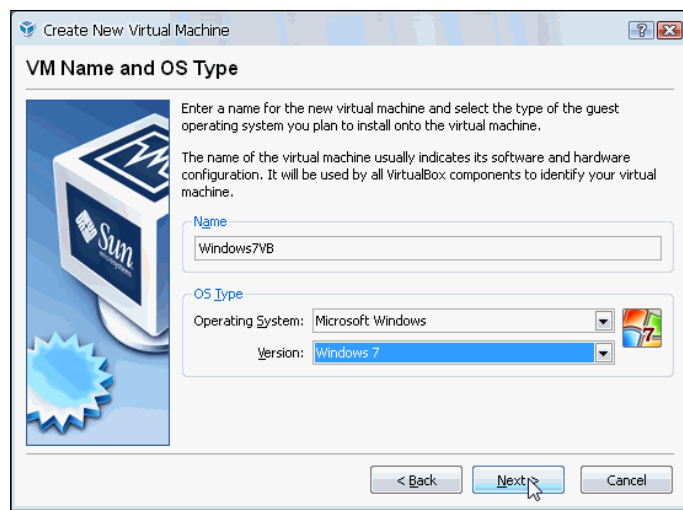 Create New Virtual Machine
VM Name and OS Type
Enter a name for the new virtual machine and select the type of the guest
operating system you plan to install onto the virtual machine.
The name of the virtual machine usually indicates its software and hardware
configuration. It will be used by all VirtualBox components to identify your virtual
machine.
Name
Windows7VB
OS Type
Operating System: Microsoft Windows
Version: Windows 7
Sun
microsystems
7
< Back Next > Cancel